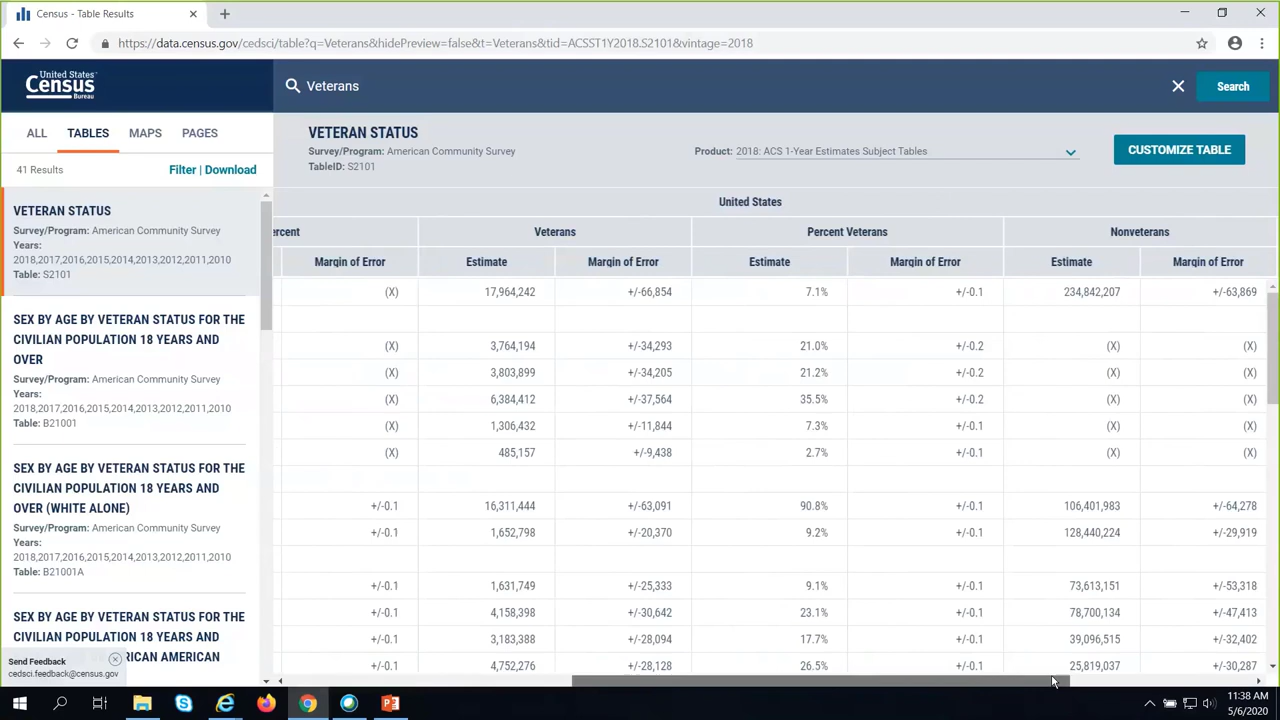 Census - Table Results
https://data.census.gov/cedsci/table?q=Veterans&hidePreview=false&t=Veterans&tid=ACSST1Y2018.S2101&vintage=2018
United States®
Census
Bureau
Veterans
Search
ALL TABLES MAPS PAGES
41 Results
Filter | Download
VETERAN STATUS
Survey/Program: American Community Survey
Years:
2018,2017,2016,2015,2014,2013,2012,2011,2010
Table: S2101
SEX BY AGE BY VETERAN STATUS FOR THE
CIVILIAN POPULATION 18 YEARS AND
OVER
Survey/Program: American Community Survey
Years:
2018,2017,2016,2015,2014,2013,2012,2011,2010
Table: B21001
SEX BY AGE BY VETERAN STATUS FOR THE
CIVILIAN POPULATION 18 YEARS AND
OVER (WHITE ALONE)
Survey/Program: American Community Survey
Years:
2018,2017,2016,2015,2014,2013,2012,2011,2010
Table: B21001A
SEX BY AGE BY VETERAN STATUS FOR THE
CIVILIAN POPULATION 18 YEARS AND
RICAN AMERICAN
Send Feedback
cedsci.feedback@census.gov
VETERAN STATUS
Survey/Program: American Community Survey
TableID: S2101
Product: 2018: ACS 1-Year Estimates Subject Tables
CUSTOMIZE TABLE
United States
ercent Veterans Percent Veterans Nonveterans
Margin of Error Estimate Margin of Error Estimate Margin of Error Estimate Margin of Error
(X) 17,964,242 +/-66,854 7.1% +/-0.1 234,842,207 +/-63,869
(X) 3,764,194 +/-34,293 21.0% +/-0.2 (X) (X)
(X) 3,803,899 +/-34,205 21.2% +/-0.2 (X) (X)
(X) 6,384,412 +/-37,564 35.5% +/-0.2 (X) (X)
(X) 1,306,432 +/-11,844 7.3% +/-0.1 (X) (X)
(X) 485,157 +/-9,438 2.7% +/-0.1 (X) (X)
+/-0.1 16,311,444 +/-63,091 90.8% +/-0.1 106,401,983 +/-64,278
+/-0.1 1,652,798 +/-20,370 9.2% +/-0.1 128,440,224 +/-29,919
+/-0.1 1,631,749 +/-25,333 9.1% +/-0.1 73,613,151 +/-53,318
+/-0.1 4,158,398 +/-30,642 23.1% +/-0.1 78,700,134 +/-47,413
+/-0.1 3,183,388 +/-28,094 17.7% +/-0.1 39,096,515 +/-32,402
+/-0.1 4,752,276 +/-28,128 26.5% +/-0.1 25,819,037 +/-30,287
11:38 AM
5/6/2020